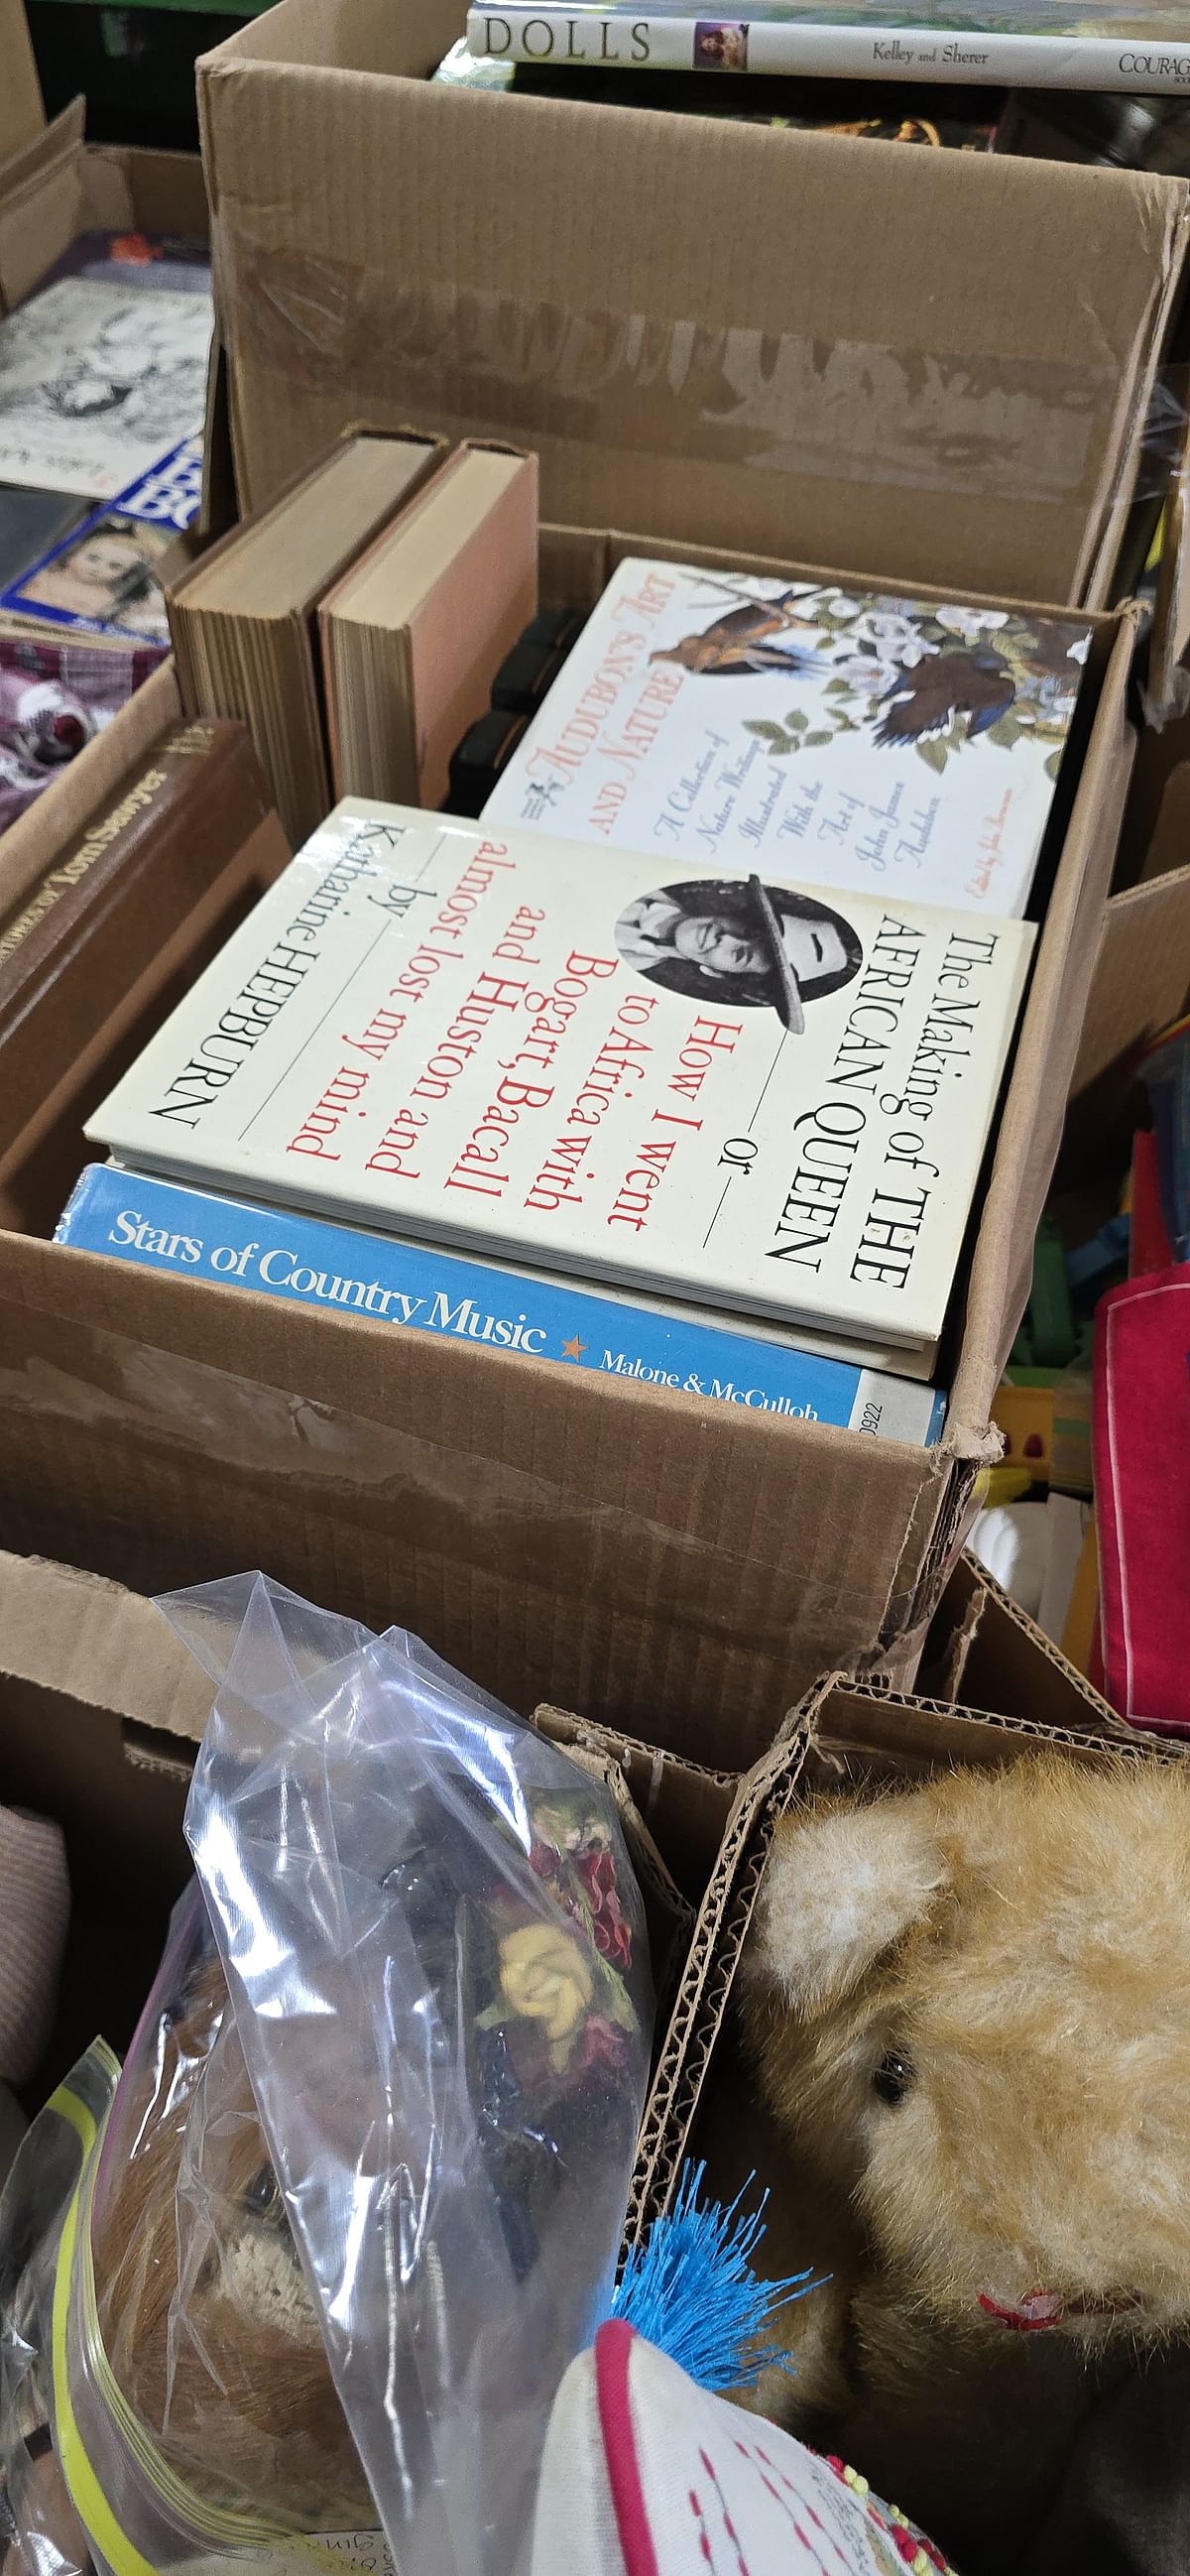 DOLLS Kelley and Sherer COURAG
AUDUBON'S ART
AND NATURE
A Collection of
Nature Writings
Illustrated
With the
Art of
John James
Audubon
Tom Sawyer
The Making of THE
AFRICAN QUEEN
or
How I went
to Africa with
Bogart, Bacall
and Huston and
almost lost my mind
by
Katharine HEPBURN
Stars of Country Music ★ Malone & McCulloh
0922